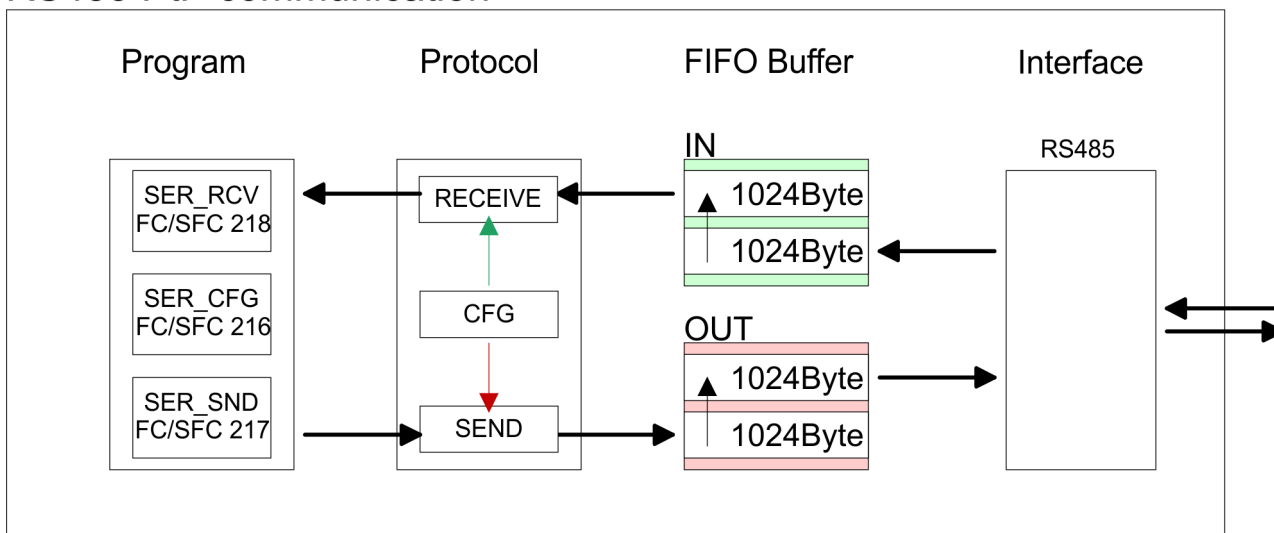 Program
Protocol
FIFO Buffer
Interface
IN
RS485
SER_RCV
FC/SFC 218
RECEIVE
1024Byte
1024Byte
SER_CFG
FC/SFC 216
CFG
OUT
1024Byte
SER_SND
FC/SFC 217
SEND
1024Byte